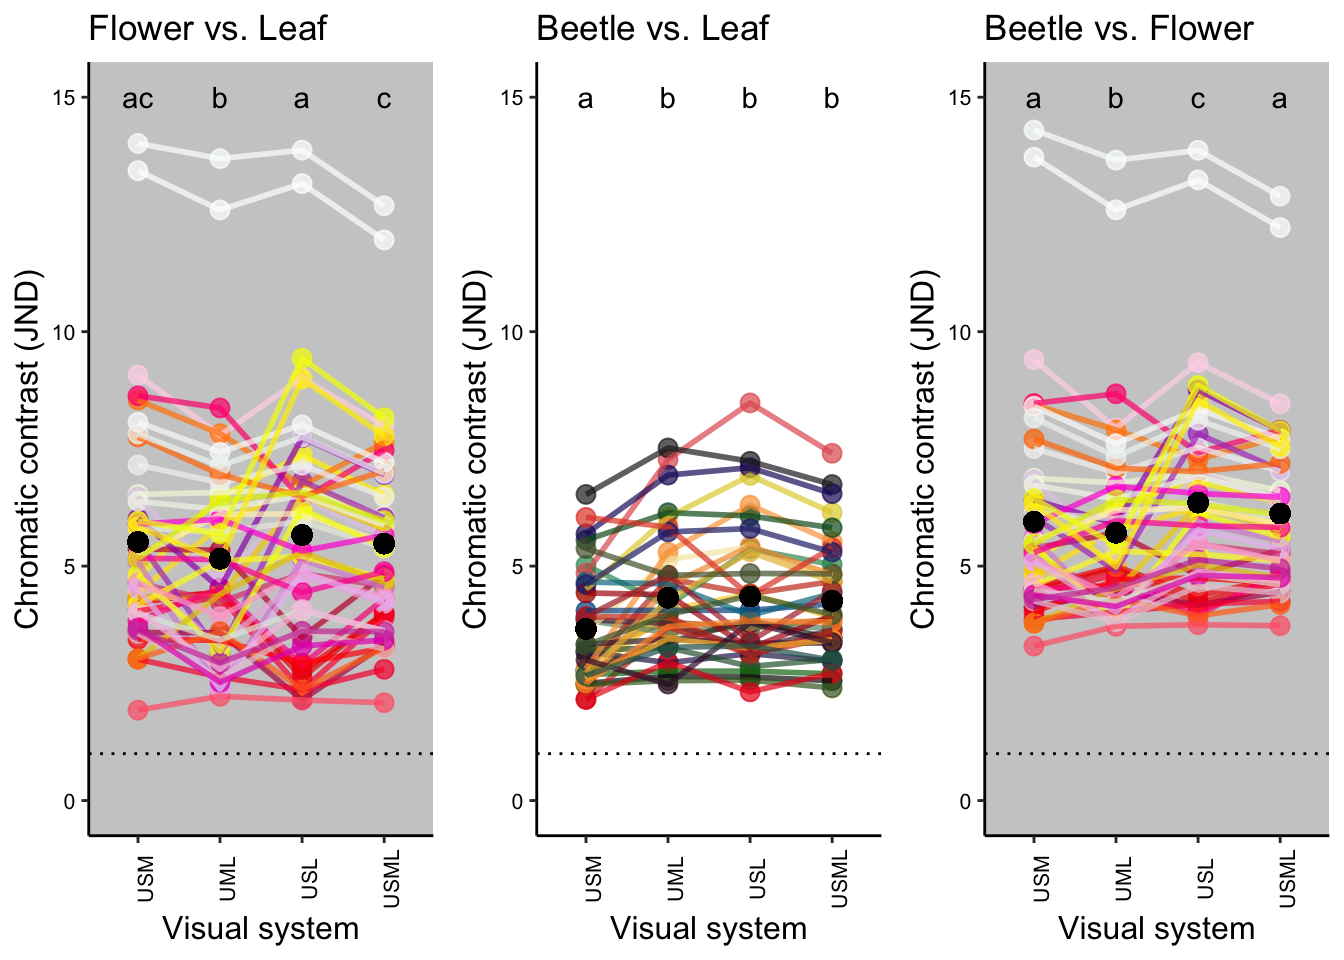 Flower vs. Leaf
Chromatic contrast (JND)
15
10
5
0
ac b a c
USM UML USL USML
Visual system
Beetle vs. Leaf
Chromatic contrast (JND)
15
10
5
0
a b b b
USM UML USL USML
Visual system
Beetle vs. Flower
Chromatic contrast (JND)
15
10
5
0
a b c a
USM UML USL USML
Visual system